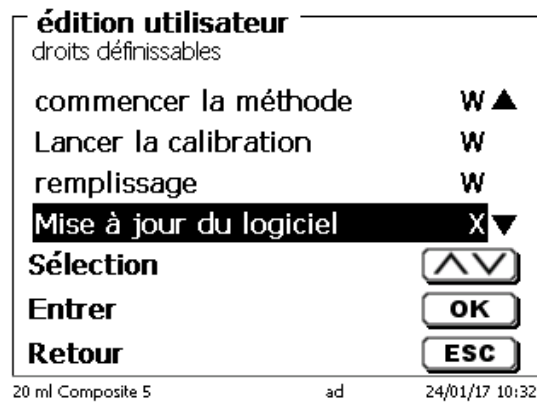 édition utilisateur
droits définissables
commencer la méthode W
Lancer la calibration W
remplissage W
Mise à jour du logiciel X
Sélection
Entrer OK
Retour ESC
20 ml Composite 5 ad 24/01/17 10:32